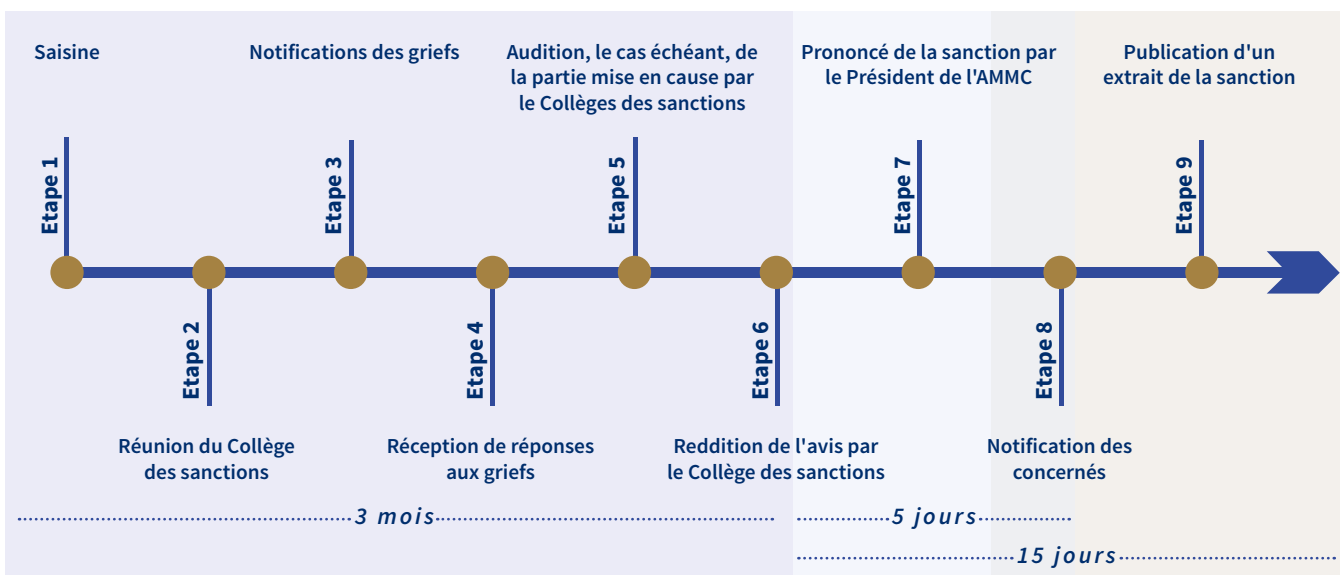 Saisine
Notifications des griefs
Audition, le cas échéant, de
la partie mise en cause par
le Collèges des sanctions
Prononcé de la sanction par
le Président de l'AMMC
Publication d'un
extrait de la sanction
Etape 1
Etape 3
Etape 5
Etape 7
Etape 9
Etape 2
Etape 4
Etape 6
Etape 8
Réunion du Collège
des sanctions
Réception de réponses
aux griefs
Reddition de l'avis par
le Collège des sanctions
Notification des
concernés
3 mois
5 jours
15 jours